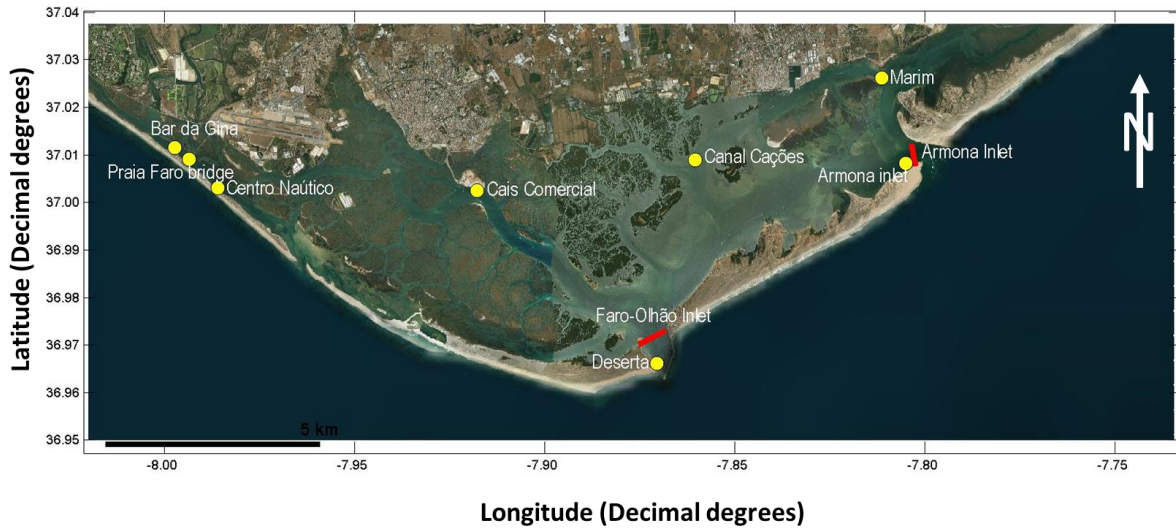 37.04
37.03
37.02
37.01
37.00
36.99
36.98
36.97
36.96
36.95
Latitude (Decimal degrees)
Marim
N
Bar da Gina
Armona Inlet
Canal Cações
Praia Faro bridge
Armona inlet
Centro Naútico
Cais Comercial
Faro-Olhão Inlet
Deserta
5 km
-8.00
-7.95
-7.90
-7.85
-7.80
-7.75
Longitude (Decimal degrees)